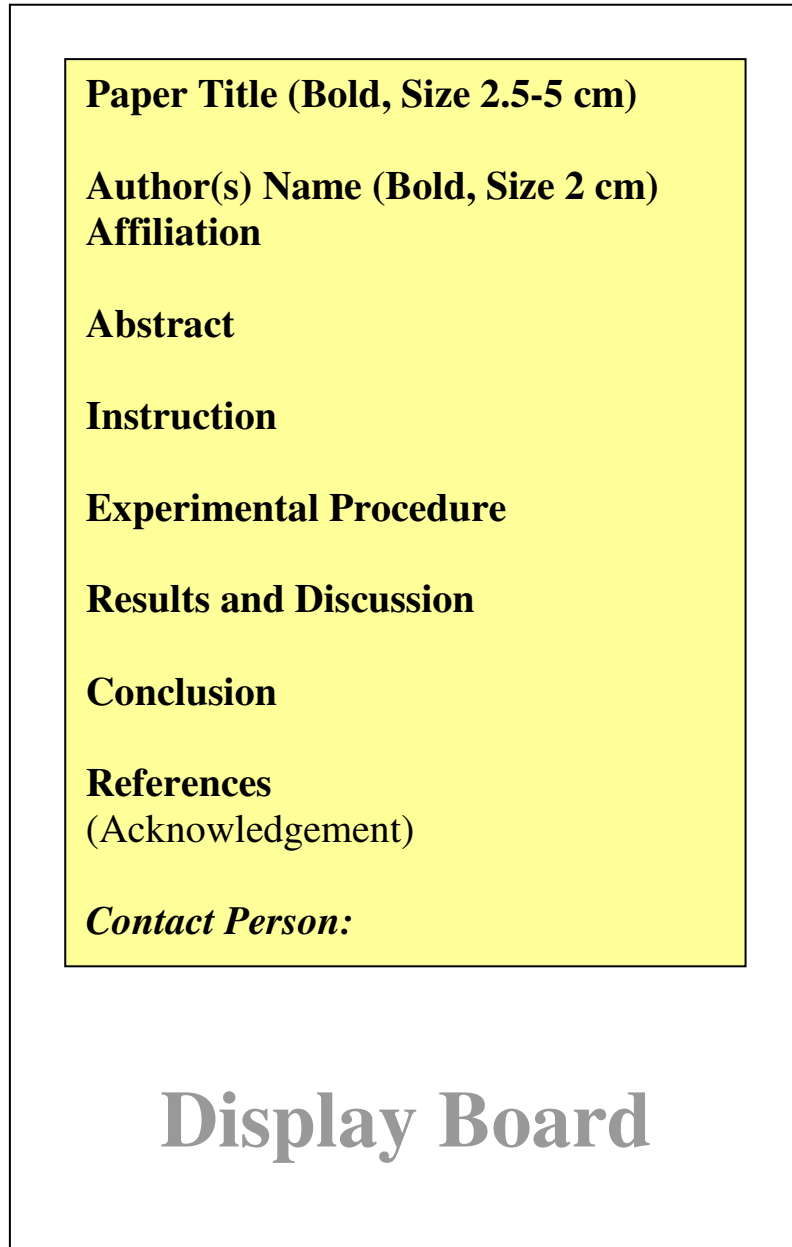 Paper Title (Bold, Size 2.5-5 cm)
Author(s) Name (Bold, Size 2 cm)
Affiliation
Abstract
Instruction
Experimental Procedure
Results and Discussion
Conclusion
References
(Acknowledgement)
Contact Person:
Display Board